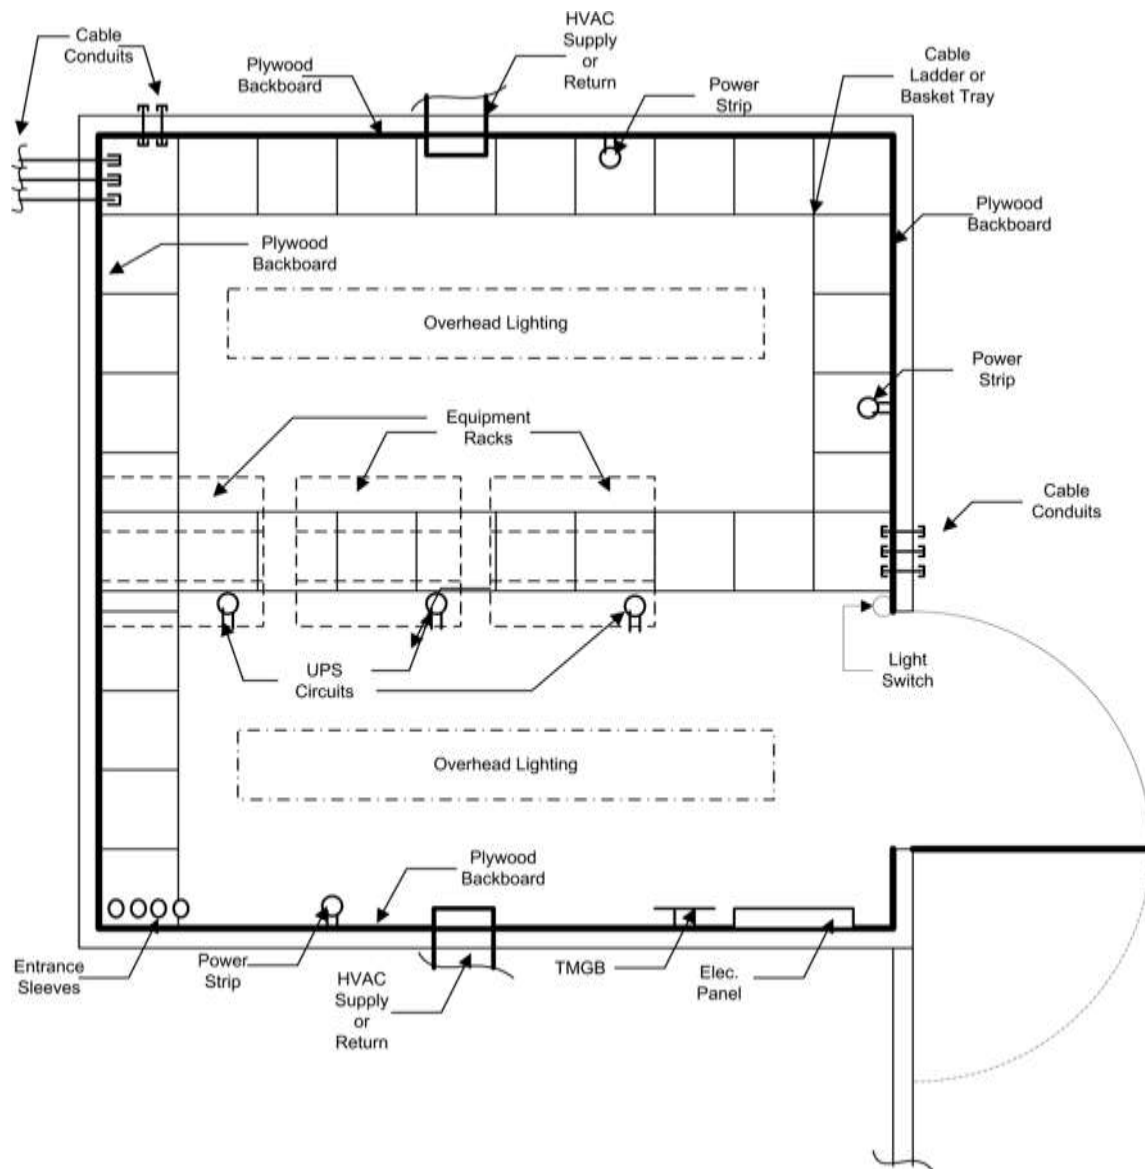 Cable
Conduits
Plywood
Backboard
HVAC
Supply
or
Return
Power
Strip
Cable
Ladder or
Basket Tray
Plywood
Backboard
Plywood
Backboard
Overhead Lighting
Power
Strip
Equipment
Racks
Cable
Conduits
UPS
Circuits
Light
Switch
Overhead Lighting
Plywood
Backboard
Entrance
Sleeves
Power
Strip
HVAC
Supply
or
Return
TMGB
Elec.
Panel